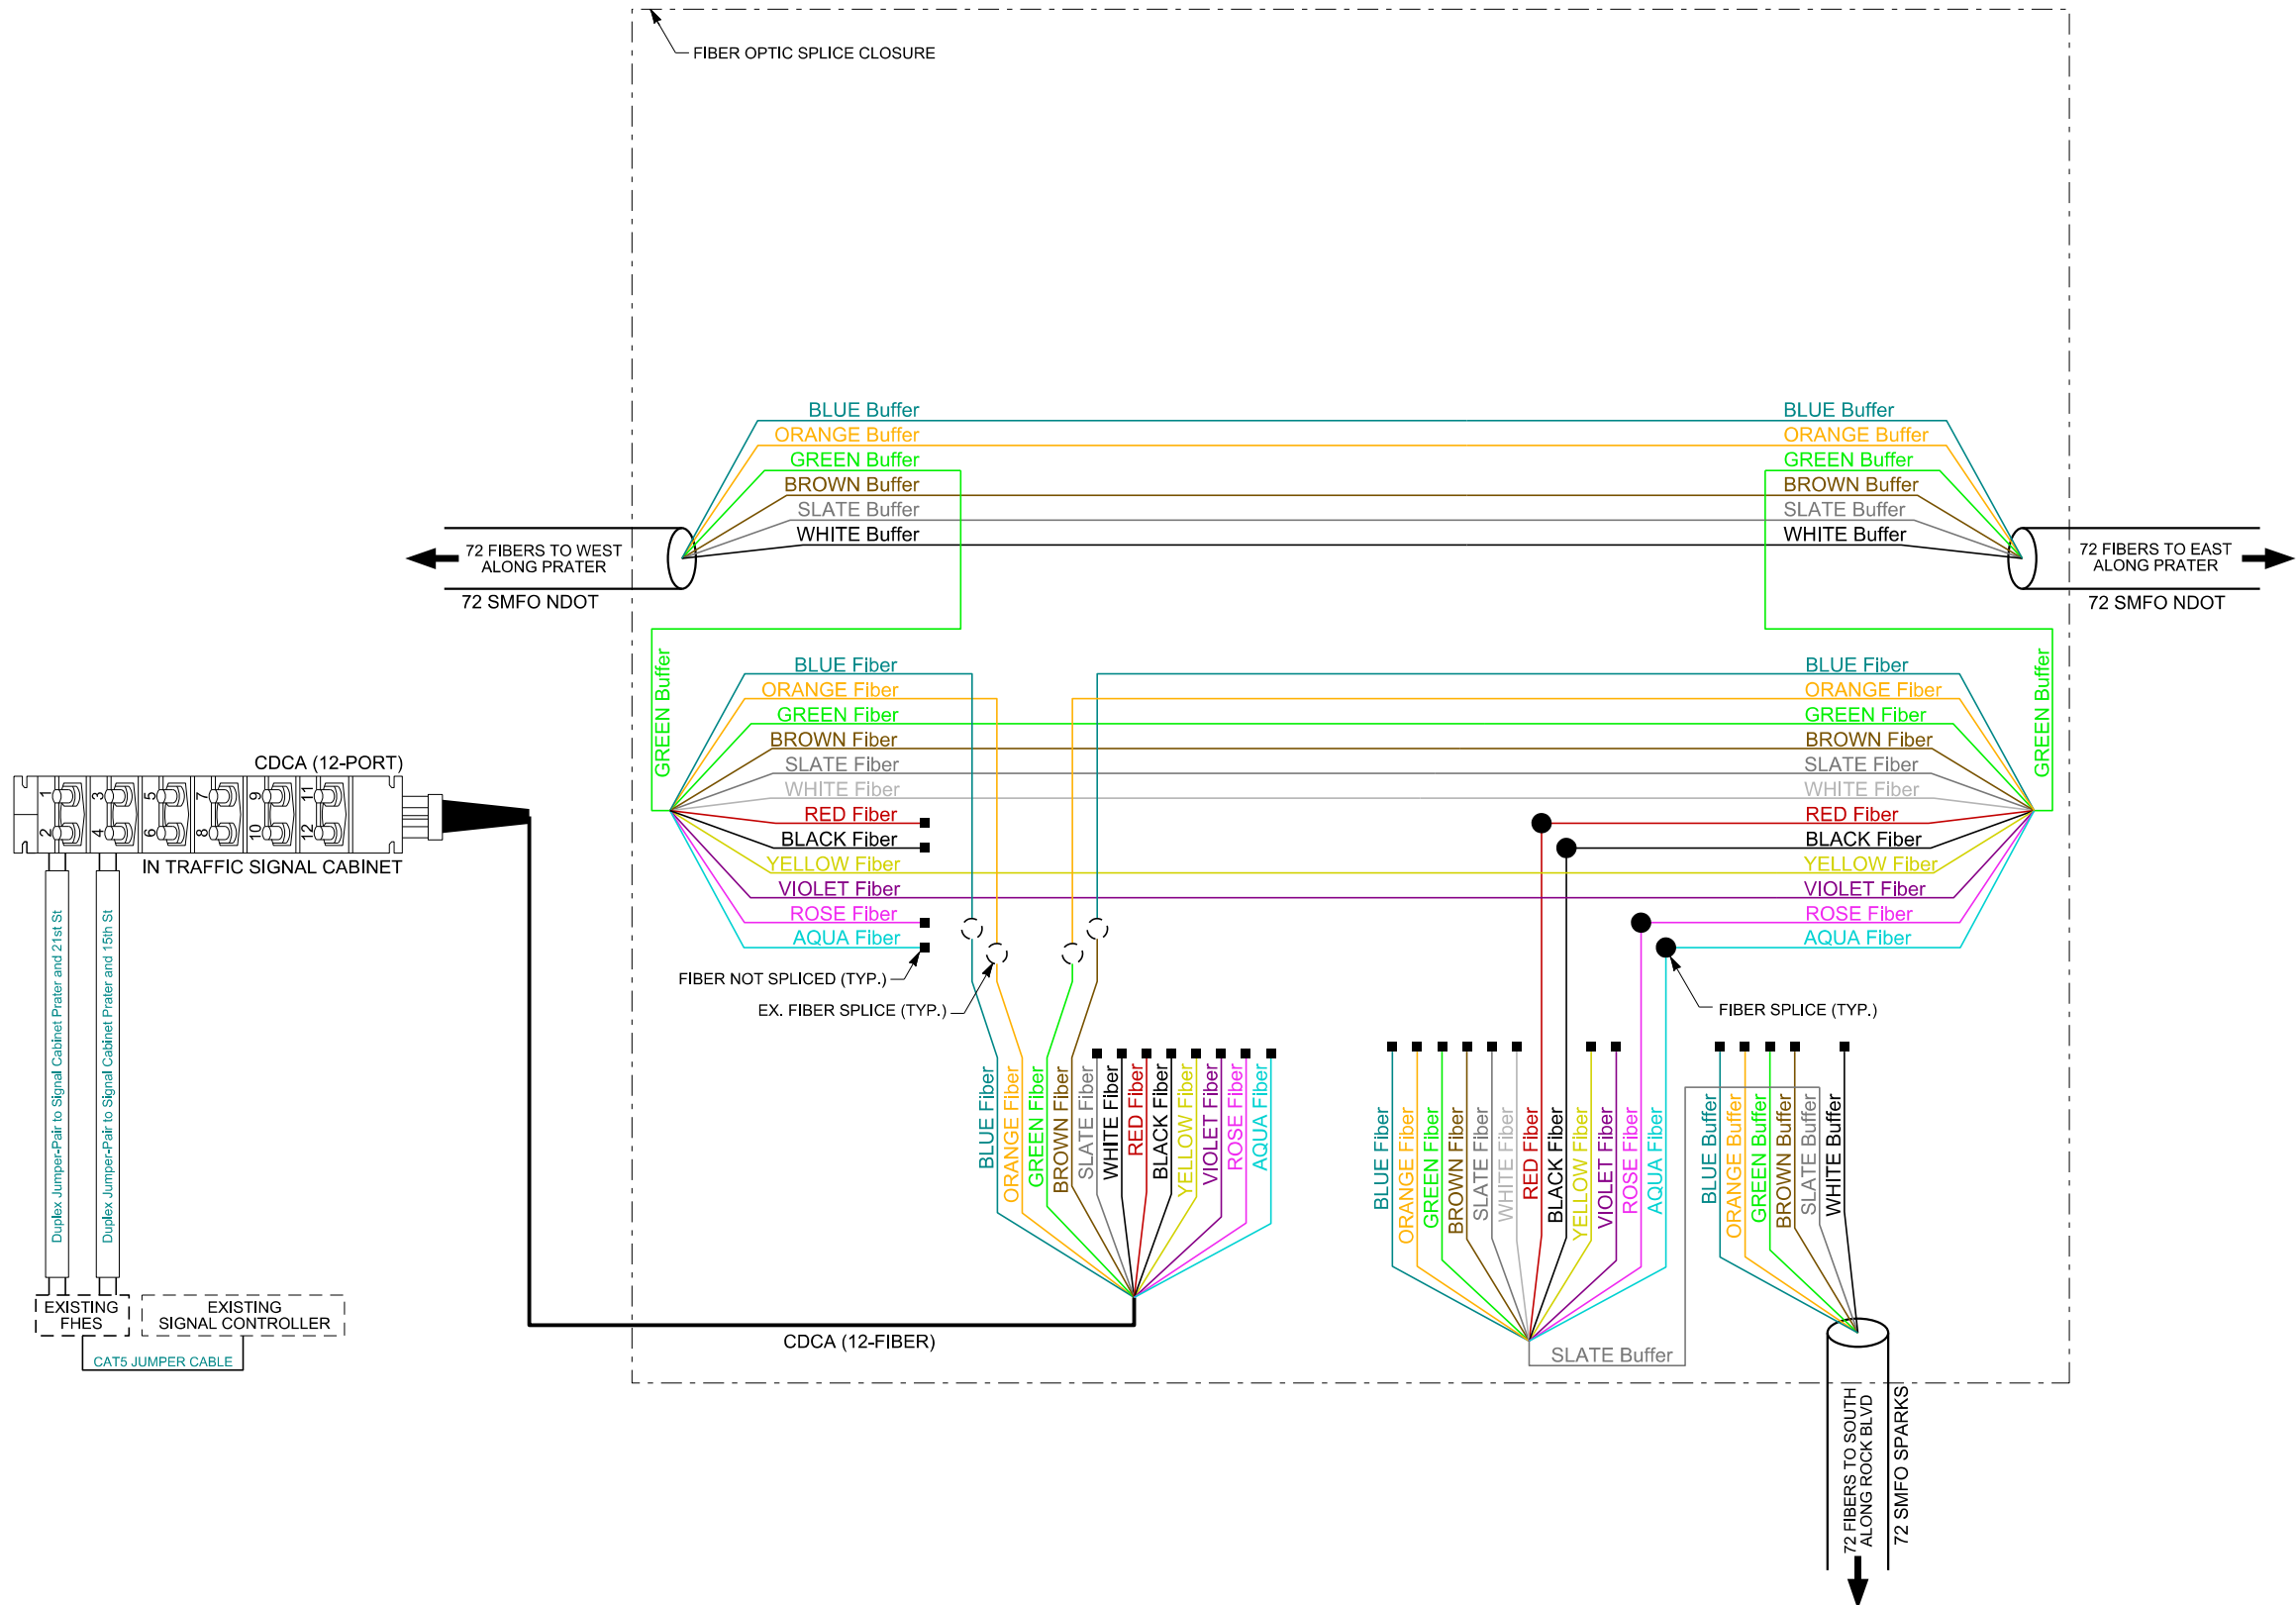 FIBER OPTIC SPLICE CLOSURE
BLUE Buffer
ORANGE Buffer
GREEN Buffer
BROWN Buffer
SLATE Buffer
WHITE Buffer
BLUE Buffer
ORANGE Buffer
GREEN Buffer
BROWN Buffer
SLATE Buffer
WHITE Buffer
72 FIBERS TO WEST
ALONG PRATER
72 SMFO NDOT
72 FIBERS TO EAST
ALONG PRATER
72 SMFO NDOT
GREEN Buffer
BLUE Fiber
ORANGE Fiber
GREEN Fiber
BROWN Fiber
SLATE Fiber
WHITE Fiber
RED Fiber
BLACK Fiber
YELLOW Fiber
VIOLET Fiber
ROSE Fiber
AQUA Fiber
BLUE Fiber
ORANGE Fiber
GREEN Fiber
BROWN Fiber
SLATE Fiber
WHITE Fiber
RED Fiber
BLACK Fiber
YELLOW Fiber
VIOLET Fiber
ROSE Fiber
AQUA Fiber
GREEN Buffer
CDCA (12-PORT)
1
3
5
7
9
11
2
4
6
8
10
12
IN TRAFFIC SIGNAL CABINET
FIBER NOT SPLICED (TYP.)
EX. FIBER SPLICE (TYP.)
FIBER SPLICE (TYP.)
Duplex Jumper-Pair to Signal Cabinet Prater and 21st St
Duplex Jumper-Pair to Signal Cabinet Prater and 15th St
BLUE Fiber
ORANGE Fiber
GREEN Fiber
BROWN Fiber
SLATE Fiber
WHITE Fiber
RED Fiber
BLACK Fiber
YELLOW Fiber
VIOLET Fiber
ROSE Fiber
AQUA Fiber
BLUE Fiber
ORANGE Fiber
GREEN Fiber
BROWN Fiber
SLATE Fiber
WHITE Fiber
RED Fiber
BLACK Fiber
YELLOW Fiber
VIOLET Fiber
ROSE Fiber
AQUA Fiber
BLUE Buffer
ORANGE Buffer
GREEN Buffer
BROWN Buffer
SLATE Buffer
WHITE Buffer
EXISTING
FHES
EXISTING
SIGNAL CONTROLLER
CAT5 JUMPER CABLE
CDCA (12-FIBER)
SLATE Buffer
72 FIBERS TO SOUTH
ALONG ROCK BLVD
72 SMFO SPARKS